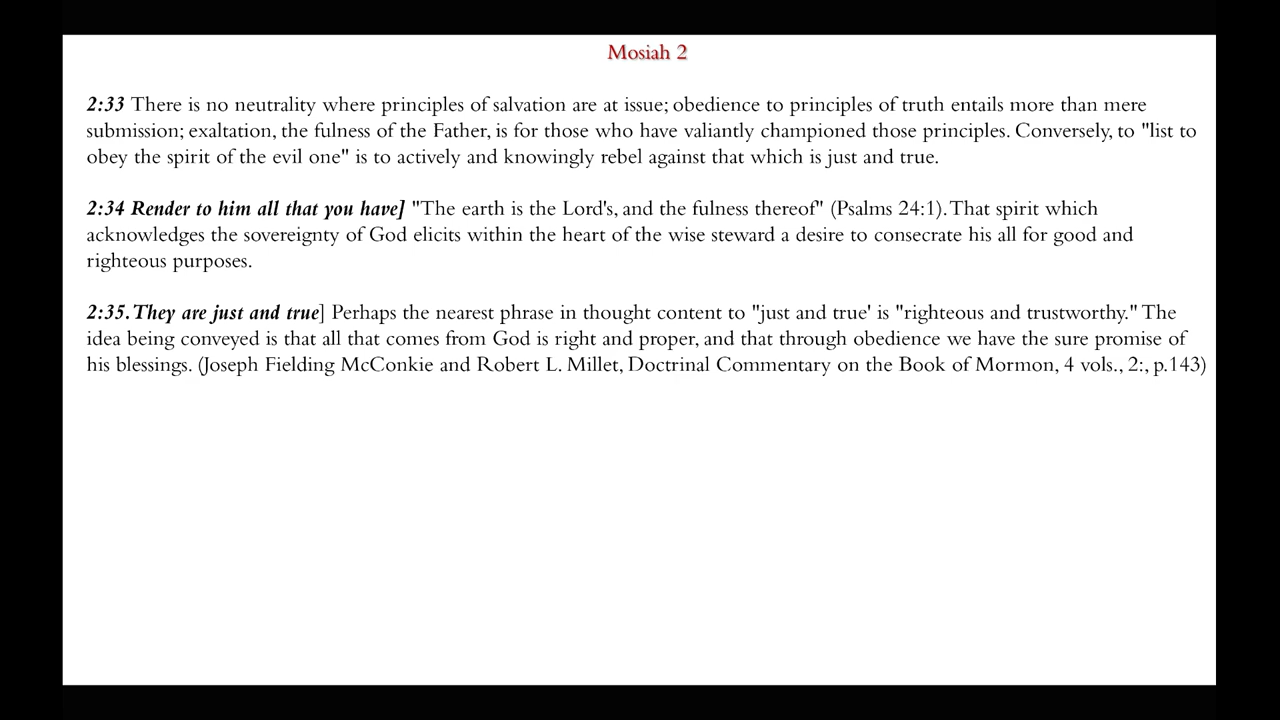 Mosiah 2
2:33 There is no neutrality where principles of salvation are at issue; obedience to principles of truth entails more than mere
submission; exaltation, the fulness of the Father, is for those who have valiantly championed those principles. Conversely, to "list to
obey the spirit of the evil one" is to actively and knowingly rebel against that which is just and true.
2:34 Render to him all that you have] "The earth is the Lord's, and the fulness thereof" (Psalms 24:1). That spirit which
acknowledges the sovereignty of God elicits within the heart of the wise steward a desire to consecrate his all for good and
righteous purposes.
2:35. They are just and true] Perhaps the nearest phrase in thought content to "just and true' is "righteous and trustworthy." The
idea being conveyed is that all that comes from God is right and proper, and that through obedience we have the sure promise of
his blessings. (Joseph Fielding McConkie and Robert L. Millet, Doctrinal Commentary on the Book of Mormon, 4 vols., 2:, p.143)